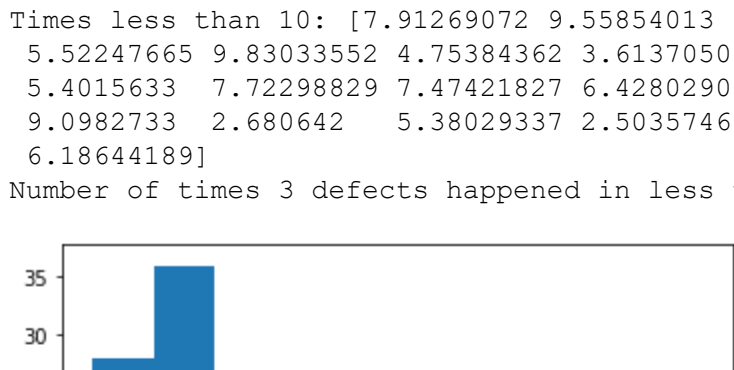 Times less than 10: [7.91269072 9.55854013
5.52247665 9.83033552 4.75384362 3.6137050
5.4015633 7.72298829 7.47421827 6.4280290
9.0982733 2.680642 5.38029337 2.5035746
6.18644189]
Number of times 3 defects happened in less
35
30